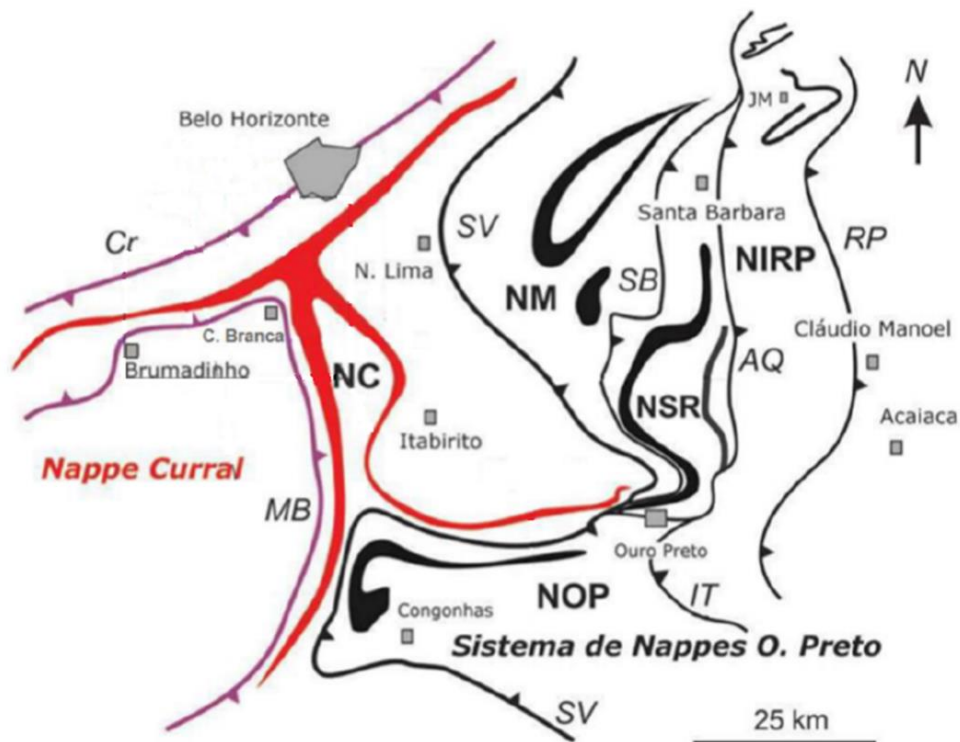 N
JM
Belo Horizonte
Santa Barbara
SV
RP
Cr
NIRP
N. Lima
SB
NM
Cláudio Manoel
C. Branca
AQ
Brumadinho
NC
NSR
Acaiaca
Itabirito
Nappe Curral
MB
Ouro Preto
NOP
IT
Congonhas
Sistema de Nappes O. Preto
SV
25 km